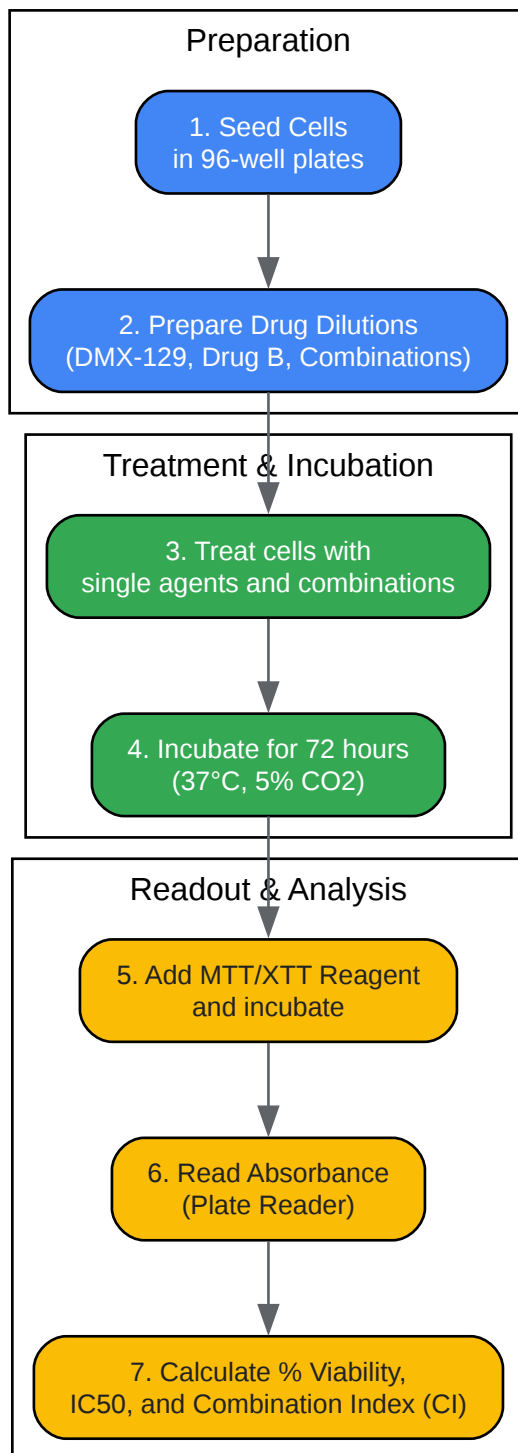 Preparation
1. Seed Cells
in 96-well plates
2. Prepare Drug Dilutions
(DMX-129, Drug B, Combinations)
Treatment & Incubation
3. Treat cells with
single agents and combinations
4. Incubate for 72 hours
(37°C, 5% CO2)
Readout & Analysis
5. Add MTT/XTT Reagent
and incubate
6. Read Absorbance
(Plate Reader)
7. Calculate % Viability,
IC50, and Combination Index (CI)